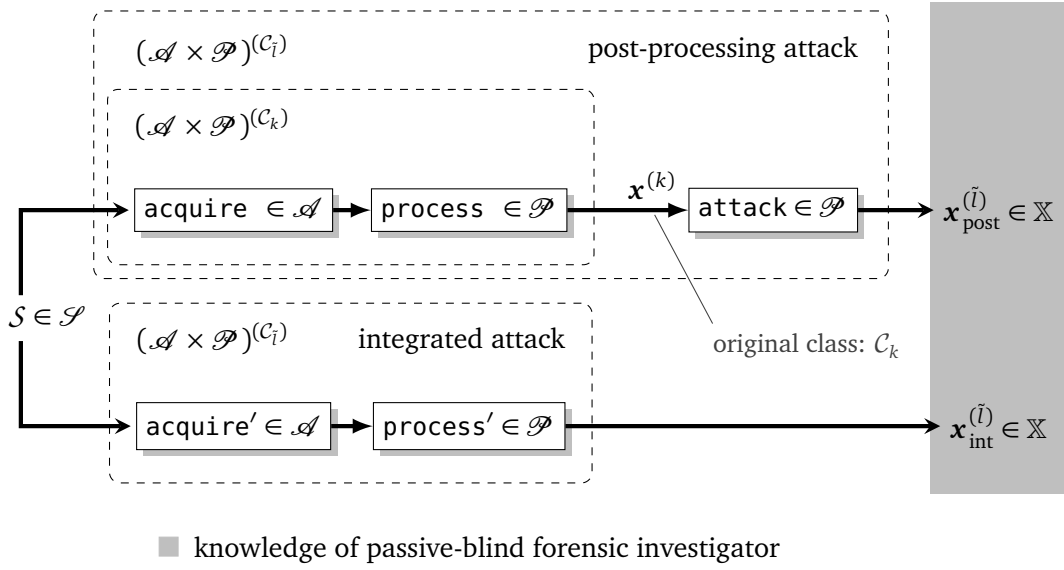 (𝒜 × 𝒫)^(𝒞_l̃) post-processing attack
(𝒜 × 𝒫)^(𝒞_k)
acquire ∈ 𝒜 process ∈ 𝒫 x^(k) attack ∈ 𝒫 x_post^(l̃) ∈ 𝕏
𝒮 ∈ 𝒮
(𝒜 × 𝒫)^(𝒞_l̃) integrated attack
original class: 𝒞_k
acquire′ ∈ 𝒜 process′ ∈ 𝒫 x_int^(l̃) ∈ 𝕏
knowledge of passive-blind forensic investigator